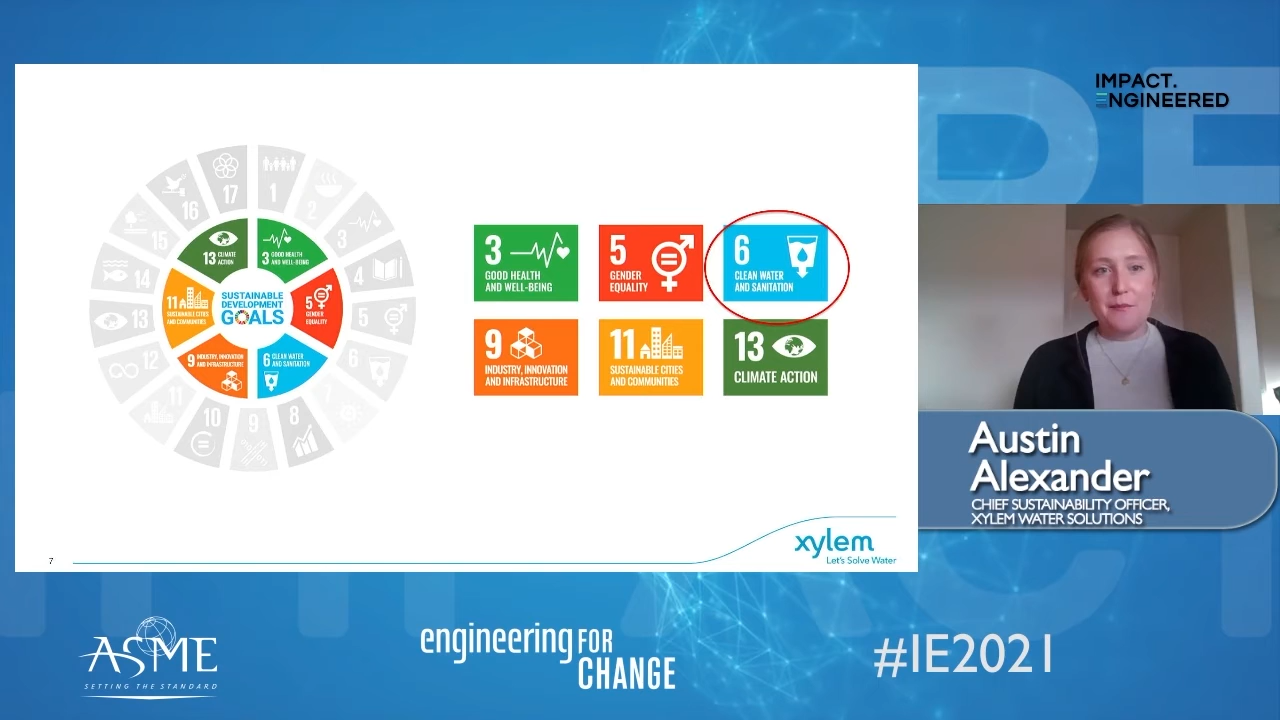 IMPACT.
ENGINEERED
17
1
2
3
4
5
6
7
8
9
10
11
12
13
14
15
16
13 CLIMATE
ACTION
3 GOOD HEALTH
AND WELL-BEING
5 GENDER
EQUALITY
6 CLEAN WATER
AND SANITATION
9 INDUSTRY, INNOVATION
AND INFRASTRUCTURE
11
SUSTAINABLE CITIES
AND COMMUNITIES
SUSTAINABLE
DEVELOPMENT
GOALS
3
GOOD HEALTH
AND WELL-BEING
5
GENDER
EQUALITY
6
CLEAN WATER
AND SANITATION
9
INDUSTRY, INNOVATION
AND INFRASTRUCTURE
11
SUSTAINABLE CITIES
AND COMMUNITIES
13
CLIMATE ACTION
7
xylem
Let's Solve Water
Austin
Alexander
CHIEF SUSTAINABILITY OFFICER,
XYLEM WATER SOLUTIONS
ASME
SETTING THE STANDARD
engineering FOR
CHANGE
#IE2021